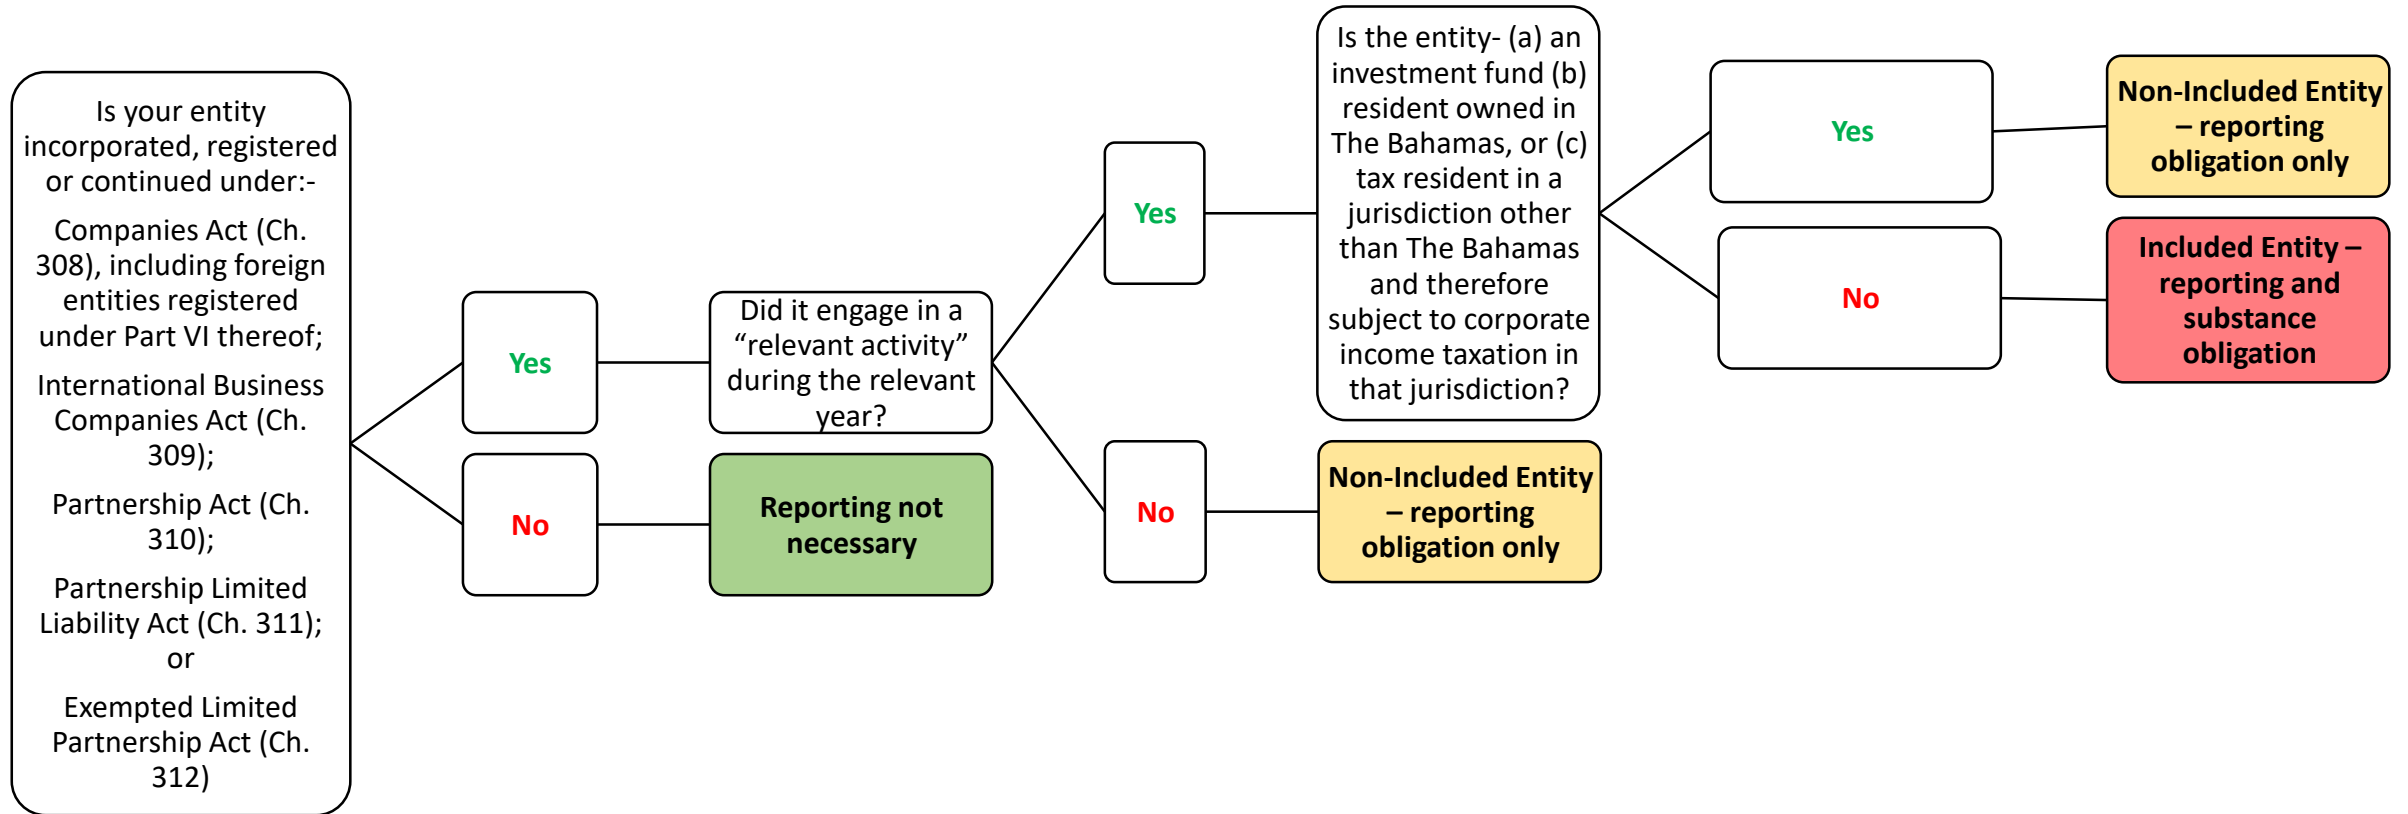 Is your entity
incorporated, registered
or continued under:-
Companies Act (Ch.
308), including foreign
entities registered
under Part VI thereof;
International Business
Companies Act (Ch.
309);
Partnership Act (Ch.
310);
Partnership Limited
Liability Act (Ch. 311);
or
Exempted Limited
Partnership Act (Ch.
312)
Yes
No
Did it engage in a
“relevant activity”
during the relevant
year?
Reporting not
necessary
Yes
No
Is the entity- (a) an
investment fund (b)
resident owned in
The Bahamas, or (c)
tax resident in a
jurisdiction other
than The Bahamas
and therefore
subject to corporate
income taxation in
that jurisdiction?
Non-Included Entity
– reporting
obligation only
Yes
No
Non-Included Entity
– reporting
obligation only
Included Entity –
reporting and
substance
obligation